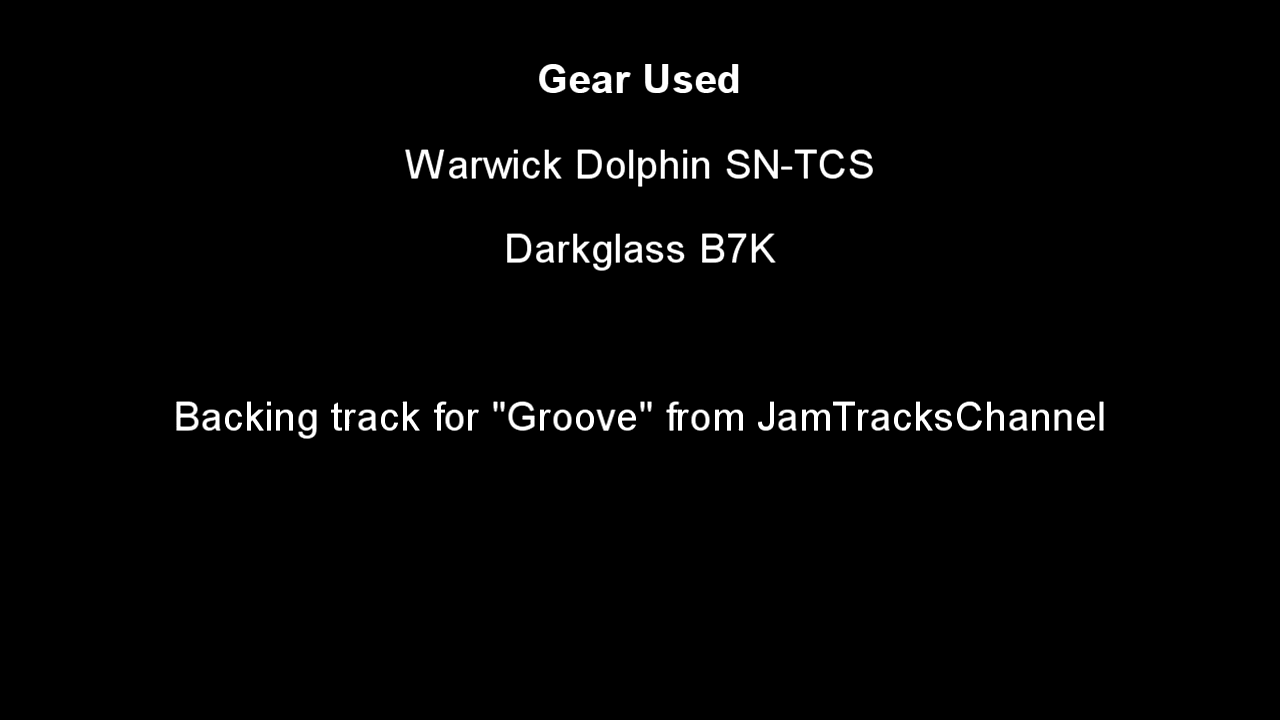 Gear Used
Warwick Dolphin SN-TCS
Darkglass B7K
Backing track for "Groove" from JamTracksChannel